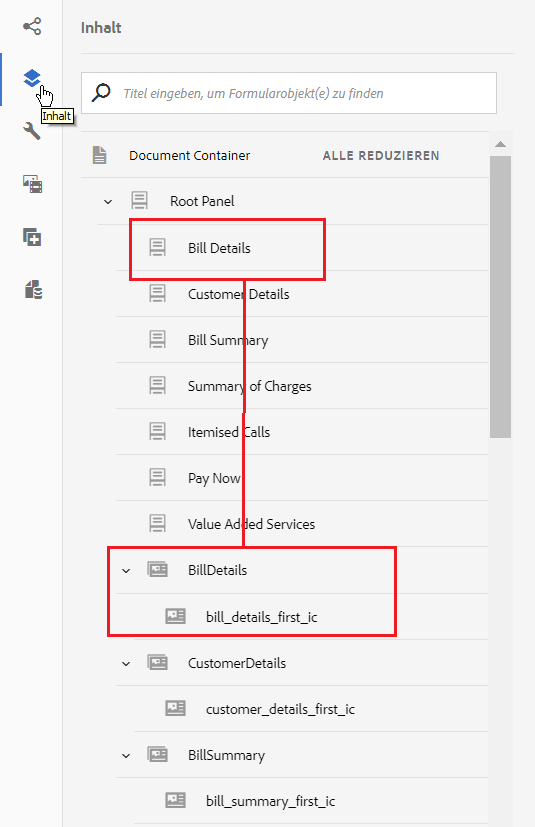 Inhalt
Titel eingeben, um Formularobjekt(e) zu finden
Inhalt
Document Container ALLE REDUZIEREN
Root Panel
Bill Details
Customer Details
Bill Summary
Summary of Charges
Itemised Calls
Pay Now
Value Added Services
BillDetails
bill_details_first_ic
CustomerDetails
customer_details_first_ic
BillSummary
bill_summary_first_ic